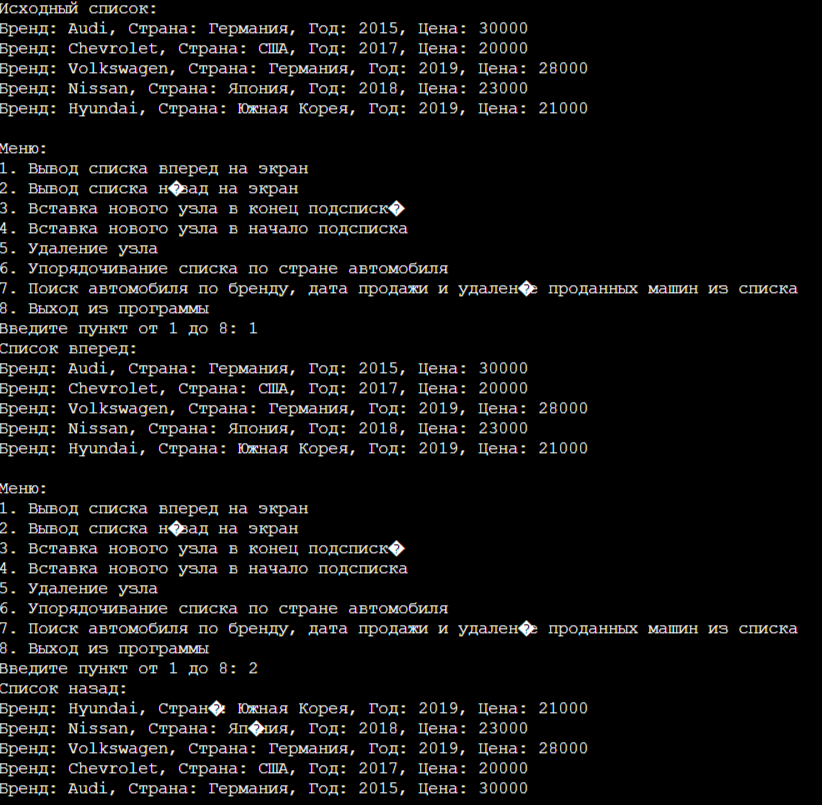 Исходный список:
Бренд: Audi, Страна: Германия, Год: 2015, Цена: 30000
Бренд: Chevrolet, Страна: США, Год: 2017, Цена: 20000
Бренд: Volkswagen, Страна: Германия, Год: 2019, Цена: 28000
Бренд: Nissan, Страна: Япония, Год: 2018, Цена: 23000
Бренд: Hyundai, Страна: Южная Корея, Год: 2019, Цена: 21000
Меню:
1. Вывод списка вперед на экран
2. Вывод списка н�зад на экран
3. Вставка нового узла в конец подсписк�
4. Вставка нового узла в начало подсписка
5. Удаление узла
6. Упорядочивание списка по стране автомобиля
7. Поиск автомобиля по бренду, дата продажи и удален�е проданных машин из списка
8. Выход из программы
Введите пункт от 1 до 8: 1
Список вперед:
Бренд: Audi, Страна: Германия, Год: 2015, Цена: 30000
Бренд: Chevrolet, Страна: США, Год: 2017, Цена: 20000
Бренд: Volkswagen, Страна: Германия, Год: 2019, Цена: 28000
Бренд: Nissan, Страна: Япония, Год: 2018, Цена: 23000
Бренд: Hyundai, Страна: Южная Корея, Год: 2019, Цена: 21000
Меню:
1. Вывод списка вперед на экран
2. Вывод списка н�зад на экран
3. Вставка нового узла в конец подсписк�
4. Вставка нового узла в начало подсписка
5. Удаление узла
6. Упорядочивание списка по стране автомобиля
7. Поиск автомобиля по бренду, дата продажи и удален�е проданных машин из списка
8. Выход из программы
Введите пункт от 1 до 8: 2
Список назад:
Бренд: Hyundai, Стран�: Южная Корея, Год: 2019, Цена: 21000
Бренд: Nissan, Страна: Яп�ния, Год: 2018, Цена: 23000
Бренд: Volkswagen, Страна: Германия, Год: 2019, Цена: 28000
Бренд: Chevrolet, Страна: США, Год: 2017, Цена: 20000
Бренд: Audi, Страна: Германия, Год: 2015, Цена: 30000